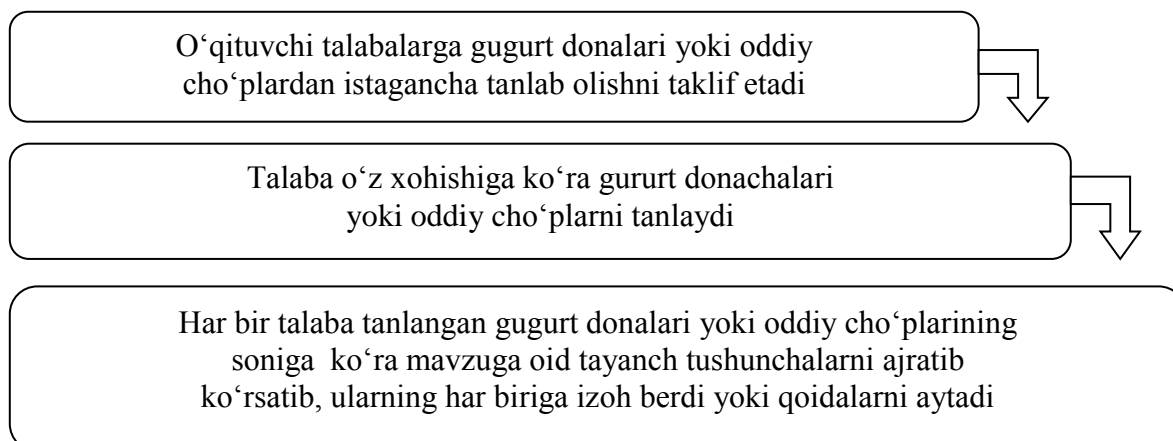 O‘qituvchi talabalarga gugurt donalari yoki oddiy
cho‘plardan istagancha tanlab olishni taklif etadi
Talaba o‘z xohishiga ko‘ra gururt donachalari
yoki oddiy cho‘plarni tanlaydi
Har bir talaba tanlangan gugurt donalari yoki oddiy cho‘plarining
soniga ko‘ra mavzuga oid tayanch tushunchalarni ajratib
ko‘rsatib, ularning har biriga izoh berdi yoki qoidalarni aytadi